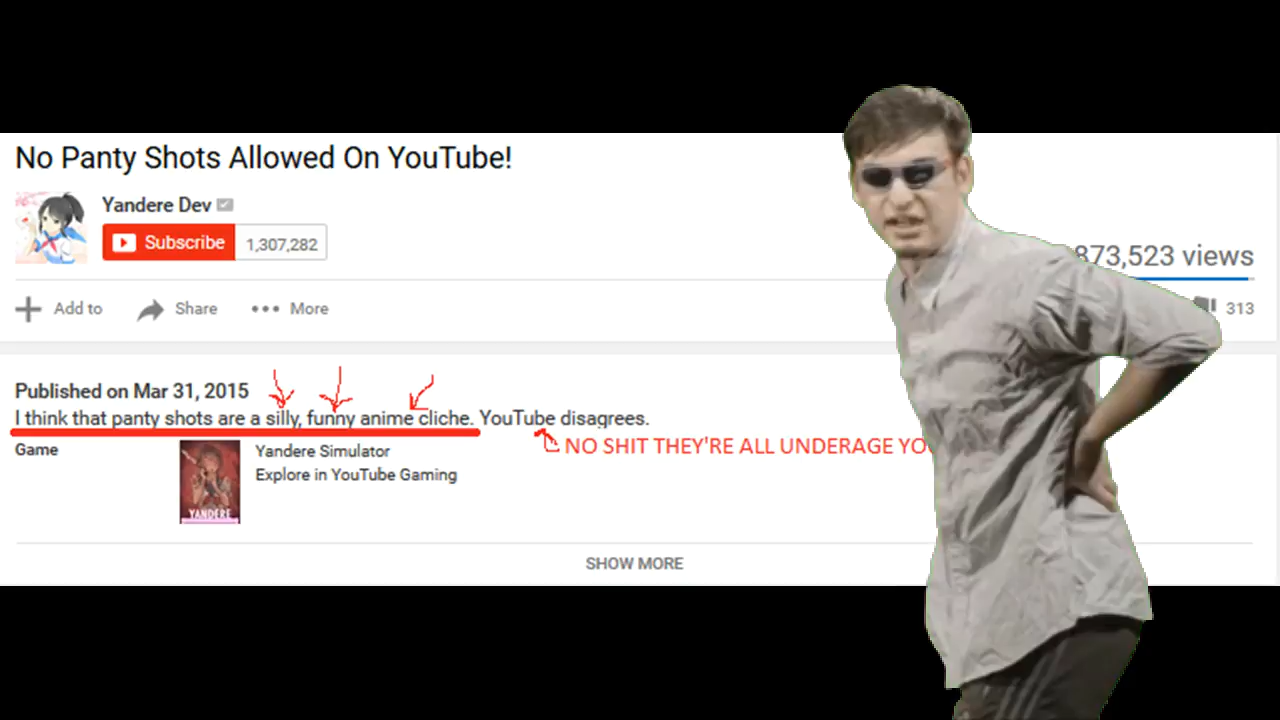 No Panty Shots Allowed On YouTube!
Yandere Dev
Subscribe 1,307,282
873,523 views
Add to Share More
313
Published on Mar 31, 2015
I think that panty shots are a silly, funny anime cliche. YouTube disagrees.
NO SHIT THEY'RE ALL UNDERAGE
Game
Yandere Simulator
Explore in YouTube Gaming
YANDERE
SHOW MORE